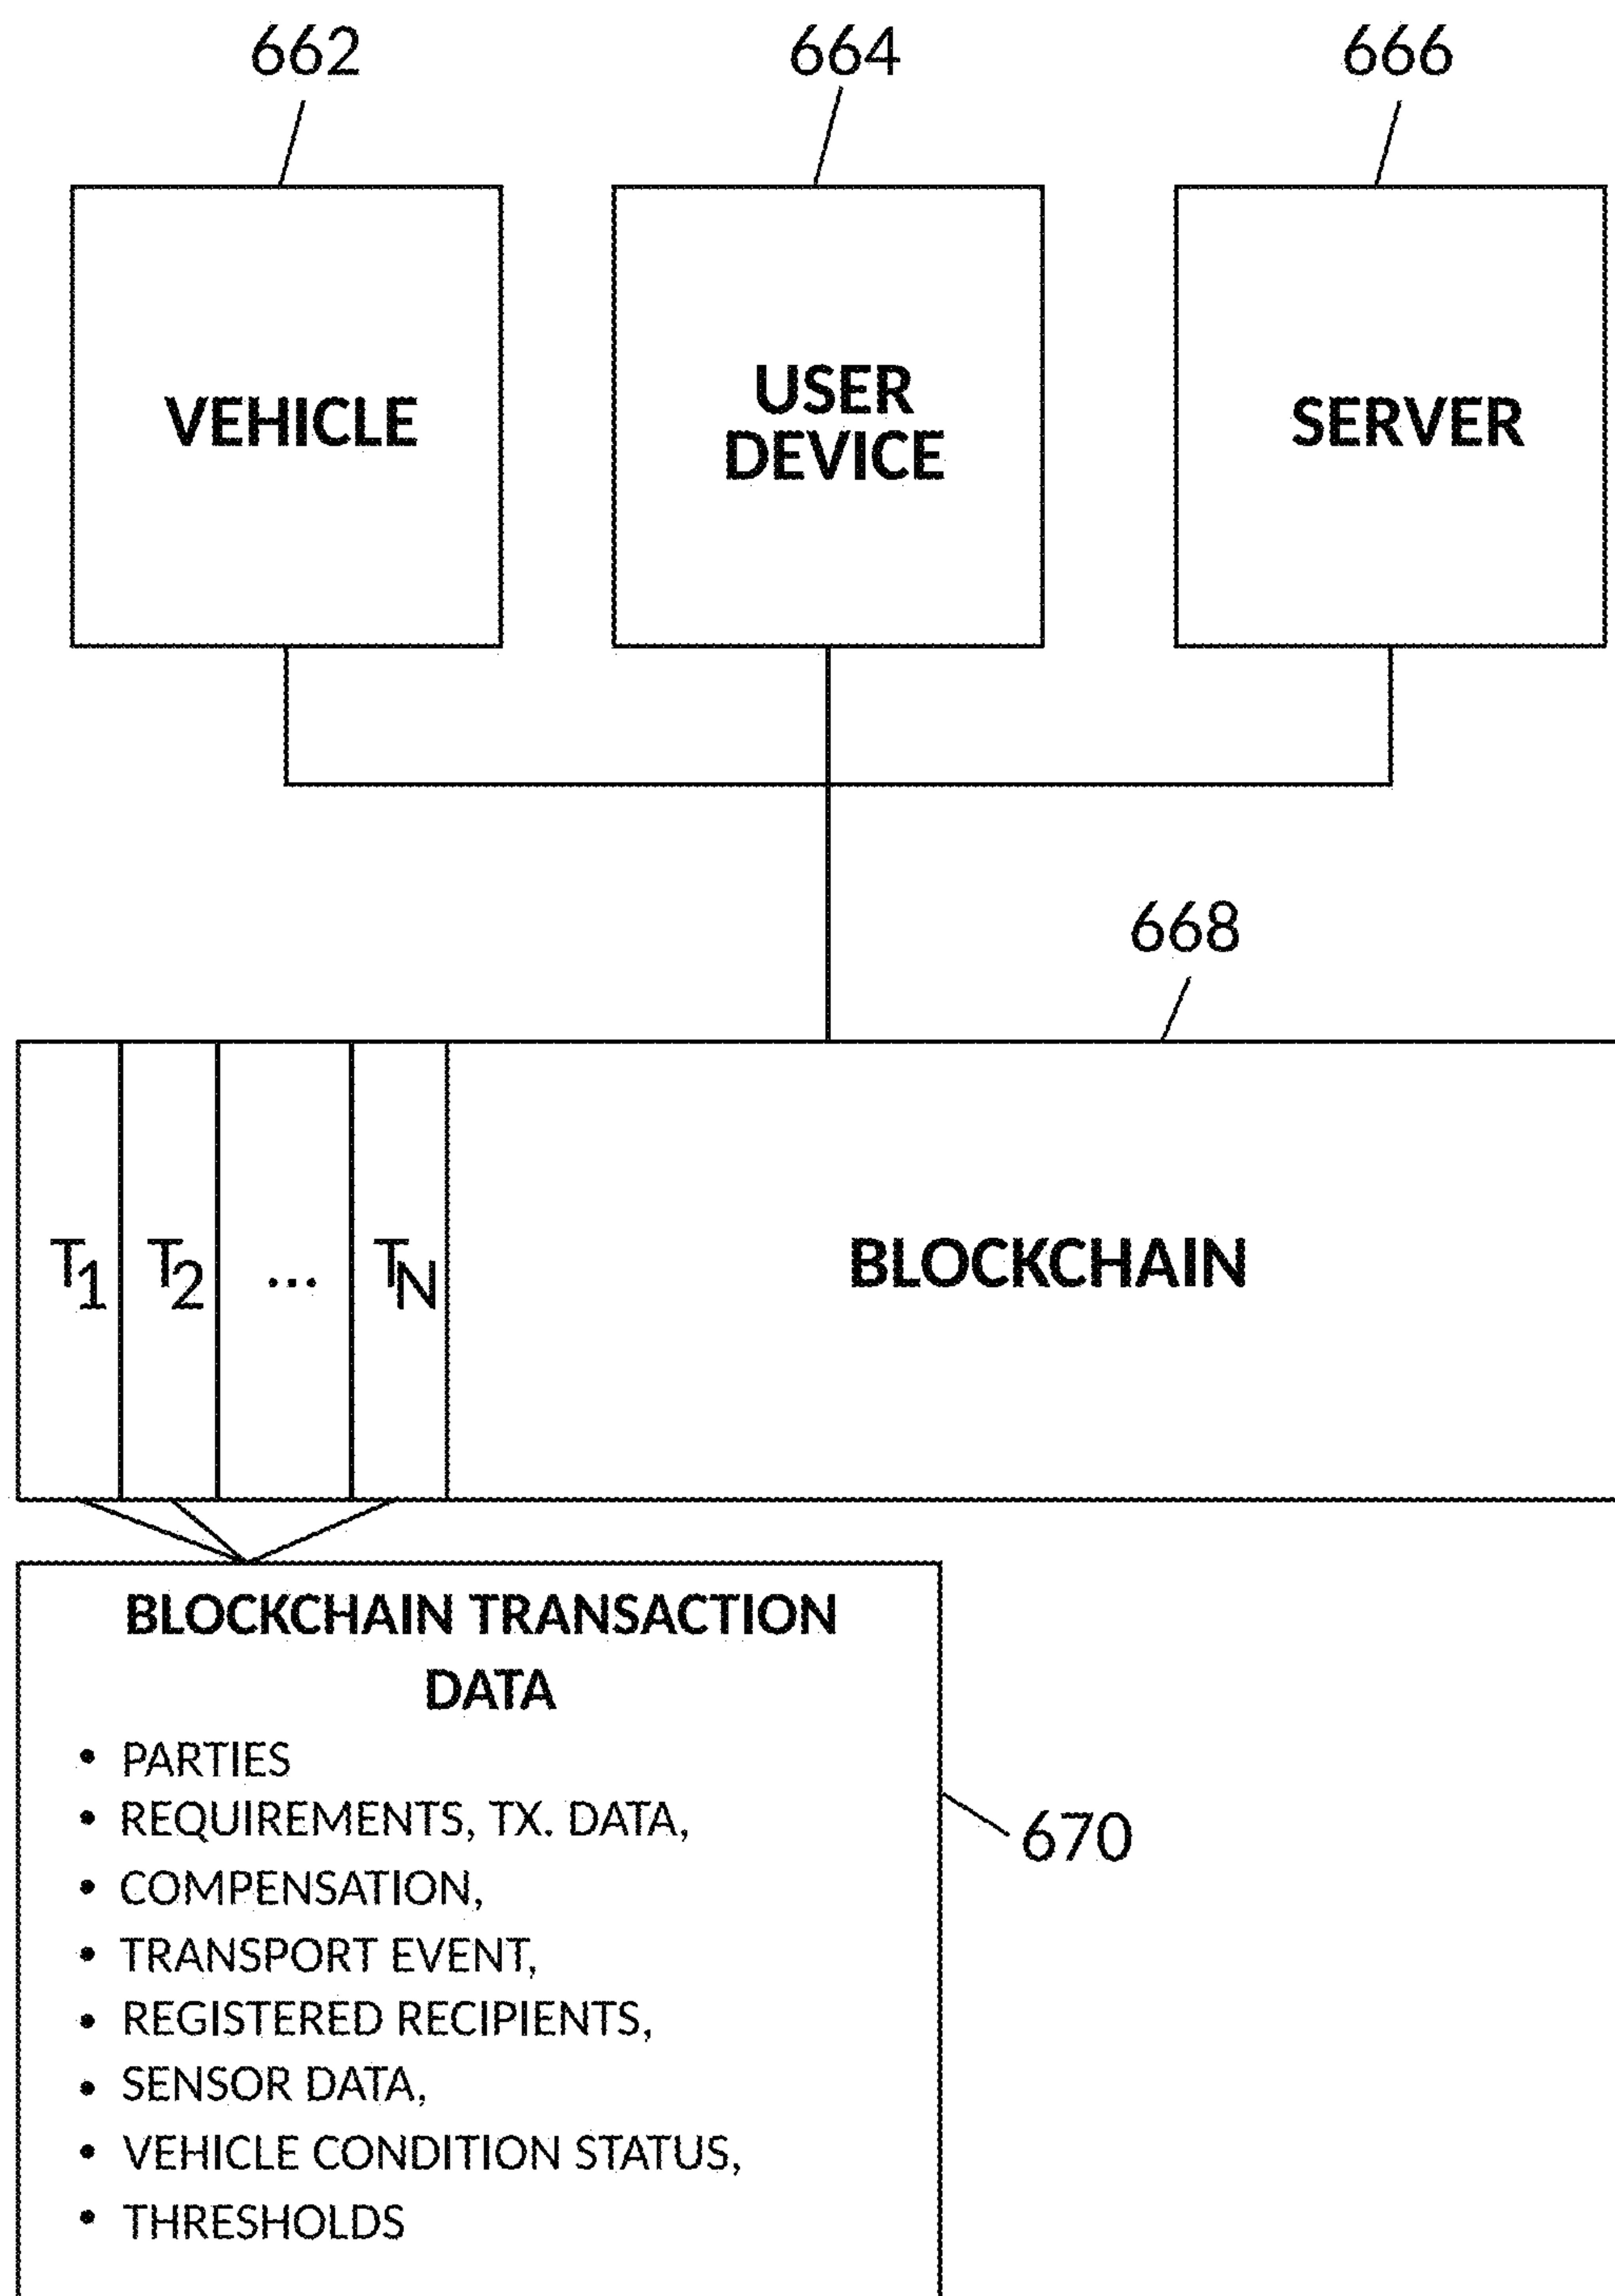 662 664 666
VEHICLE
USER
DEVICE
SERVER
668
T1 T2 ... TN
BLOCKCHAIN
BLOCKCHAIN TRANSACTION
DATA
• PARTIES
• REQUIREMENTS, TX. DATA,
• COMPENSATION,
• TRANSPORT EVENT,
• REGISTERED RECIPIENTS,
• SENSOR DATA,
• VEHICLE CONDITION STATUS,
• THRESHOLDS
670